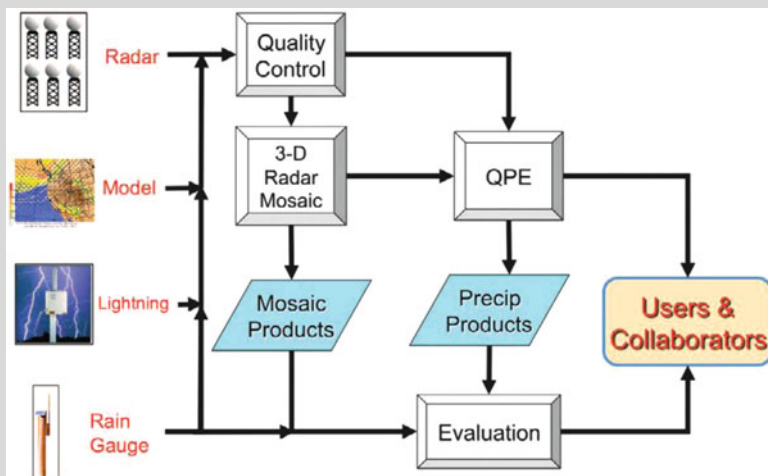 Radar
Quality
Control
Model
3-D
Radar
Mosaic
QPE
Lightning
Mosaic
Products
Precip
Products
Users &
Collaborators
Rain
Gauge
Evaluation